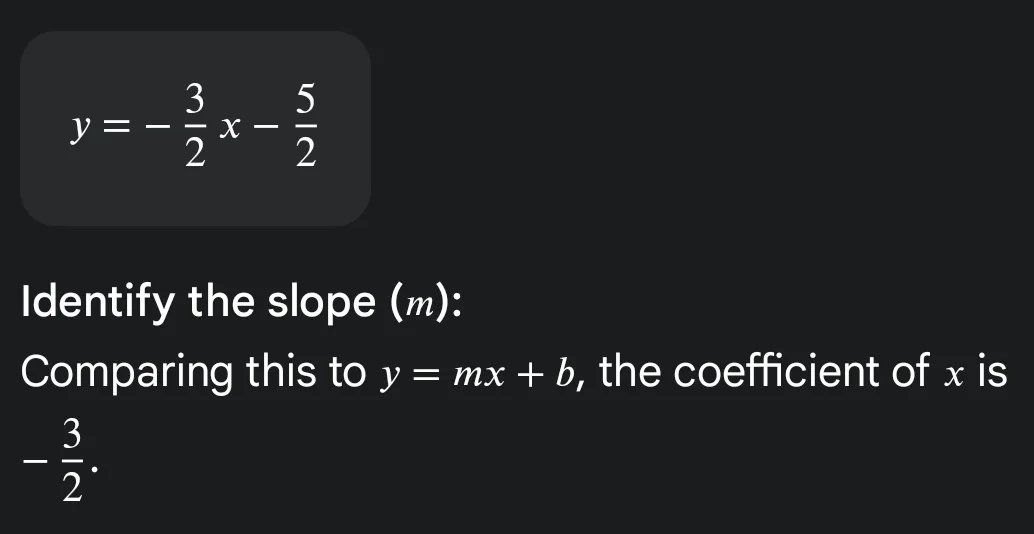 y = − 3/2 x − 5/2
Identify the slope (m):
Comparing this to y = mx + b, the coefficient of x is
− 3/2.